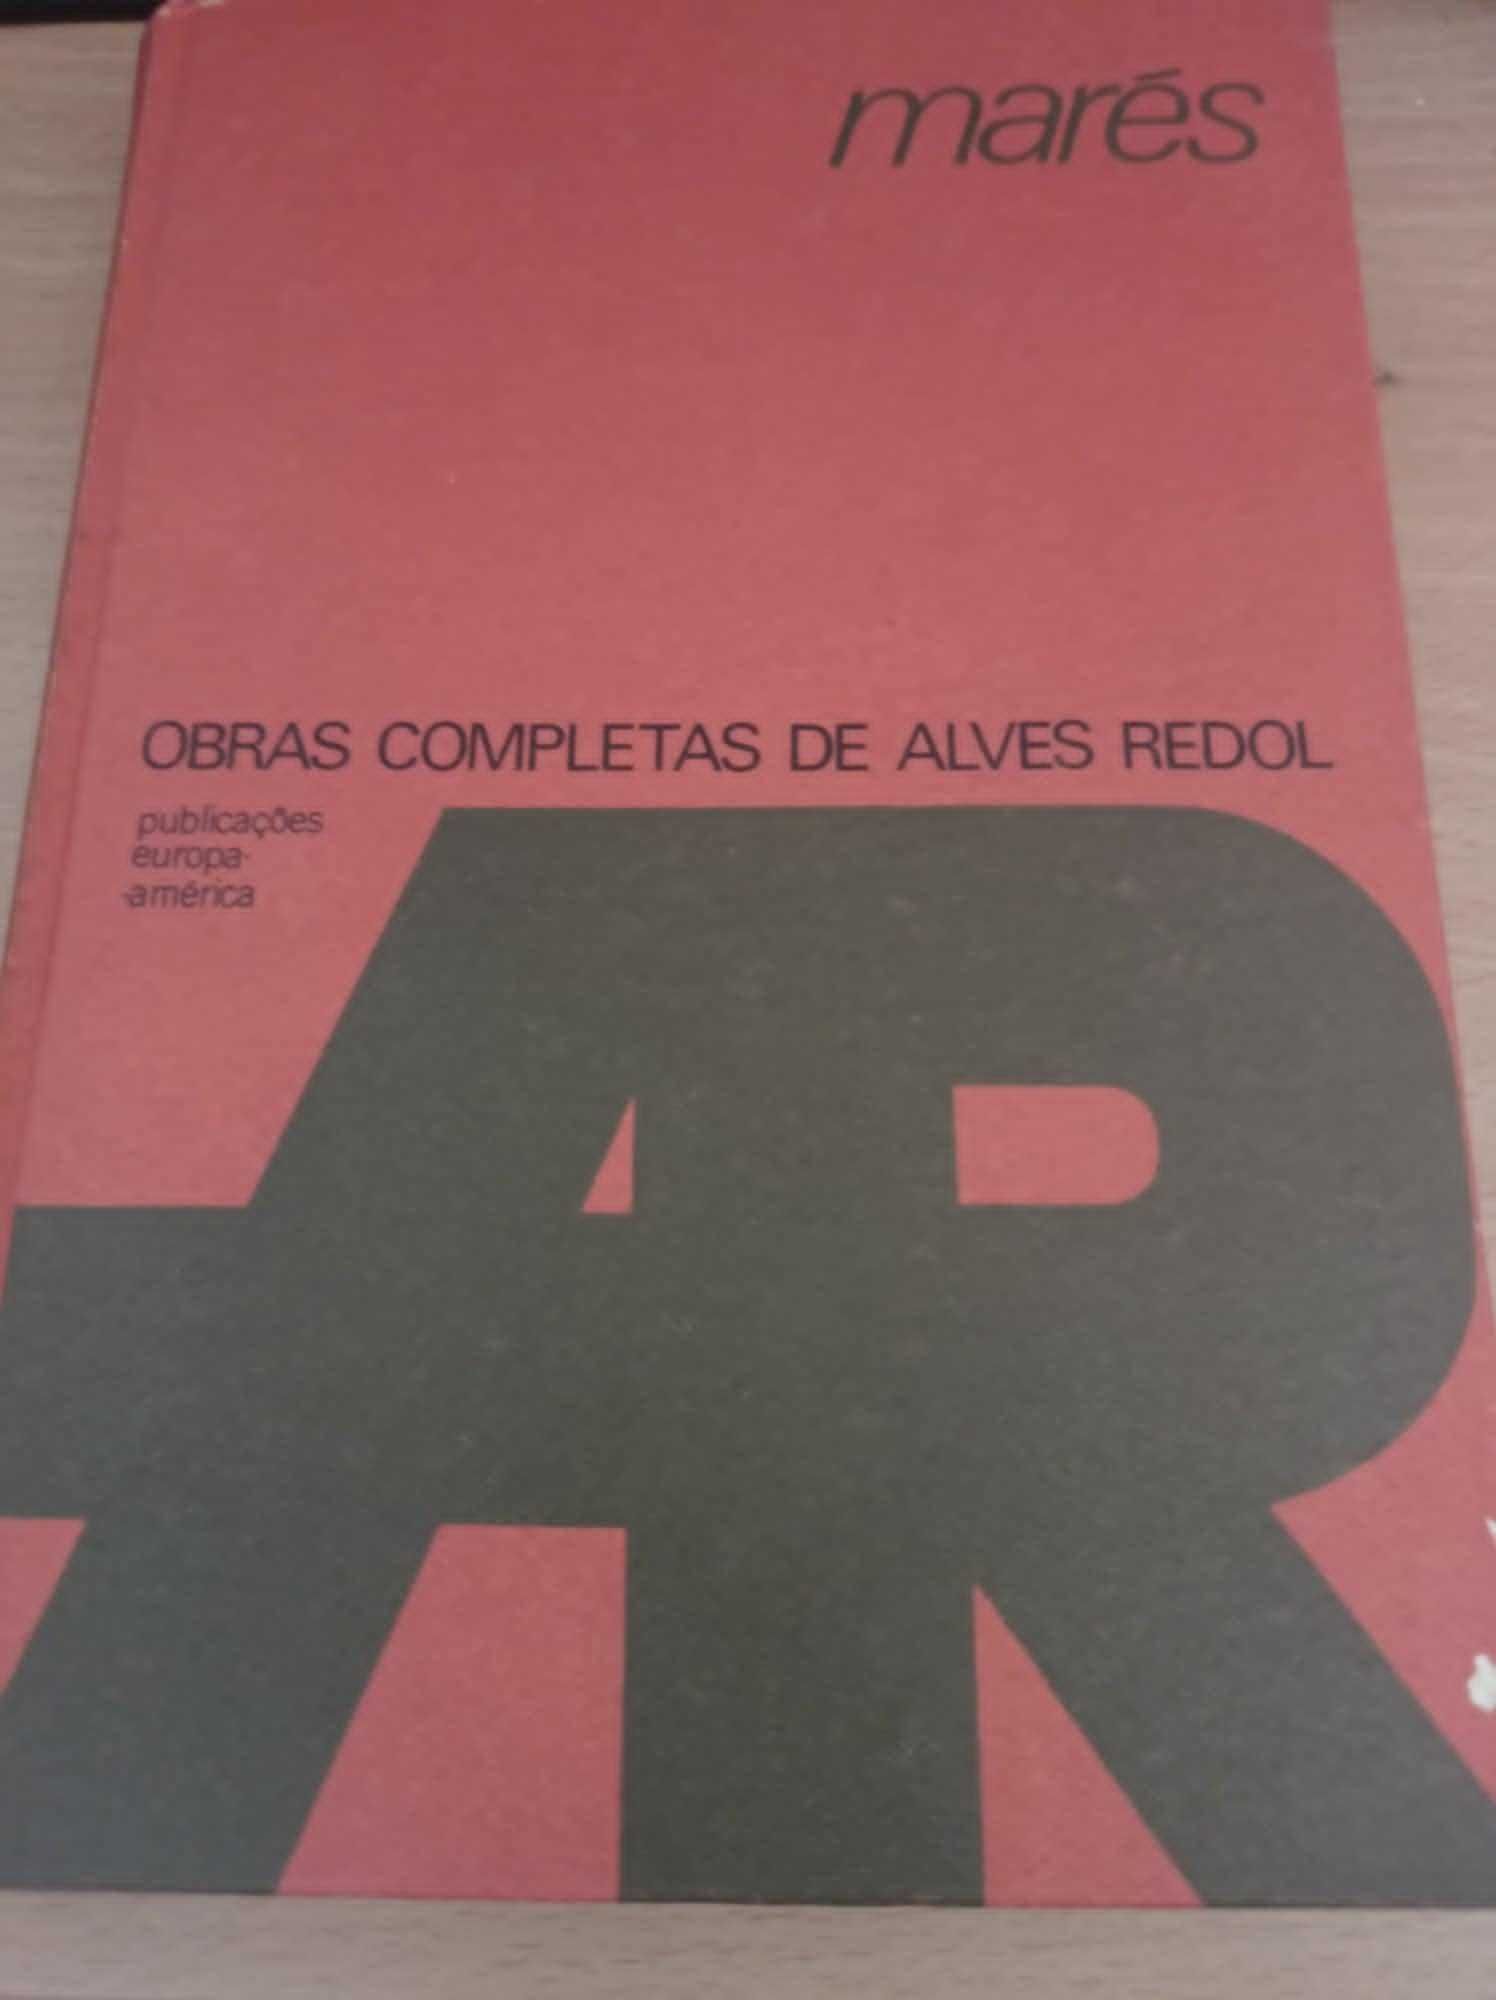 marés
OBRAS COMPLETAS DE ALVES REDOL
publicações
europa-
-américa
AR